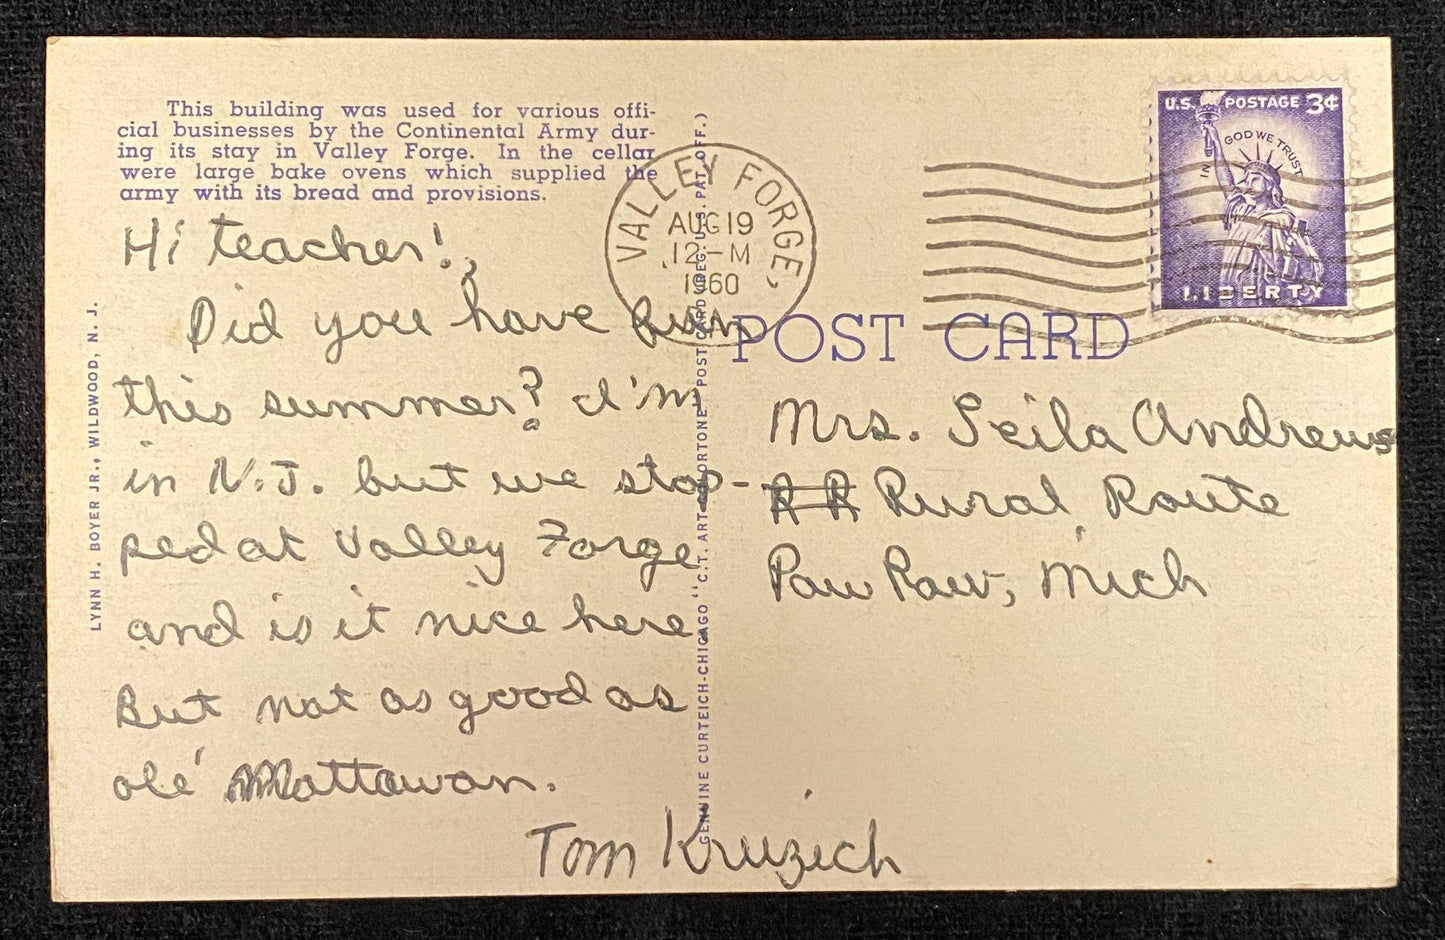 This building was used for various offi-
cial businesses by the Continental Army dur-
ing its stay in Valley Forge. In the cellar
were large bake ovens which supplied the
army with its bread and provisions.
Hi teacher!,
Did you have fun
this summer? I'm
in N.J. but we stop-
ped at Valley Forge
and is it nice here
But not as good as
ole' Mattawan.
Tom Kruzich
LYNN H. BOYER JR., WILDWOOD, N. J.
GENUINE CURTEICH-CHICAGO "C.T. ART-COLORTONE" POST CARD (REG. U.S. PAT. OFF.)
VALLEY FORGE,
AUG 19
12-M
1960
U.S. POSTAGE 3¢
IN GOD WE TRUST
LIBERTY
POST CARD
Mrs. Seila Andrews
R R Rural Route
Paw Paw, Mich